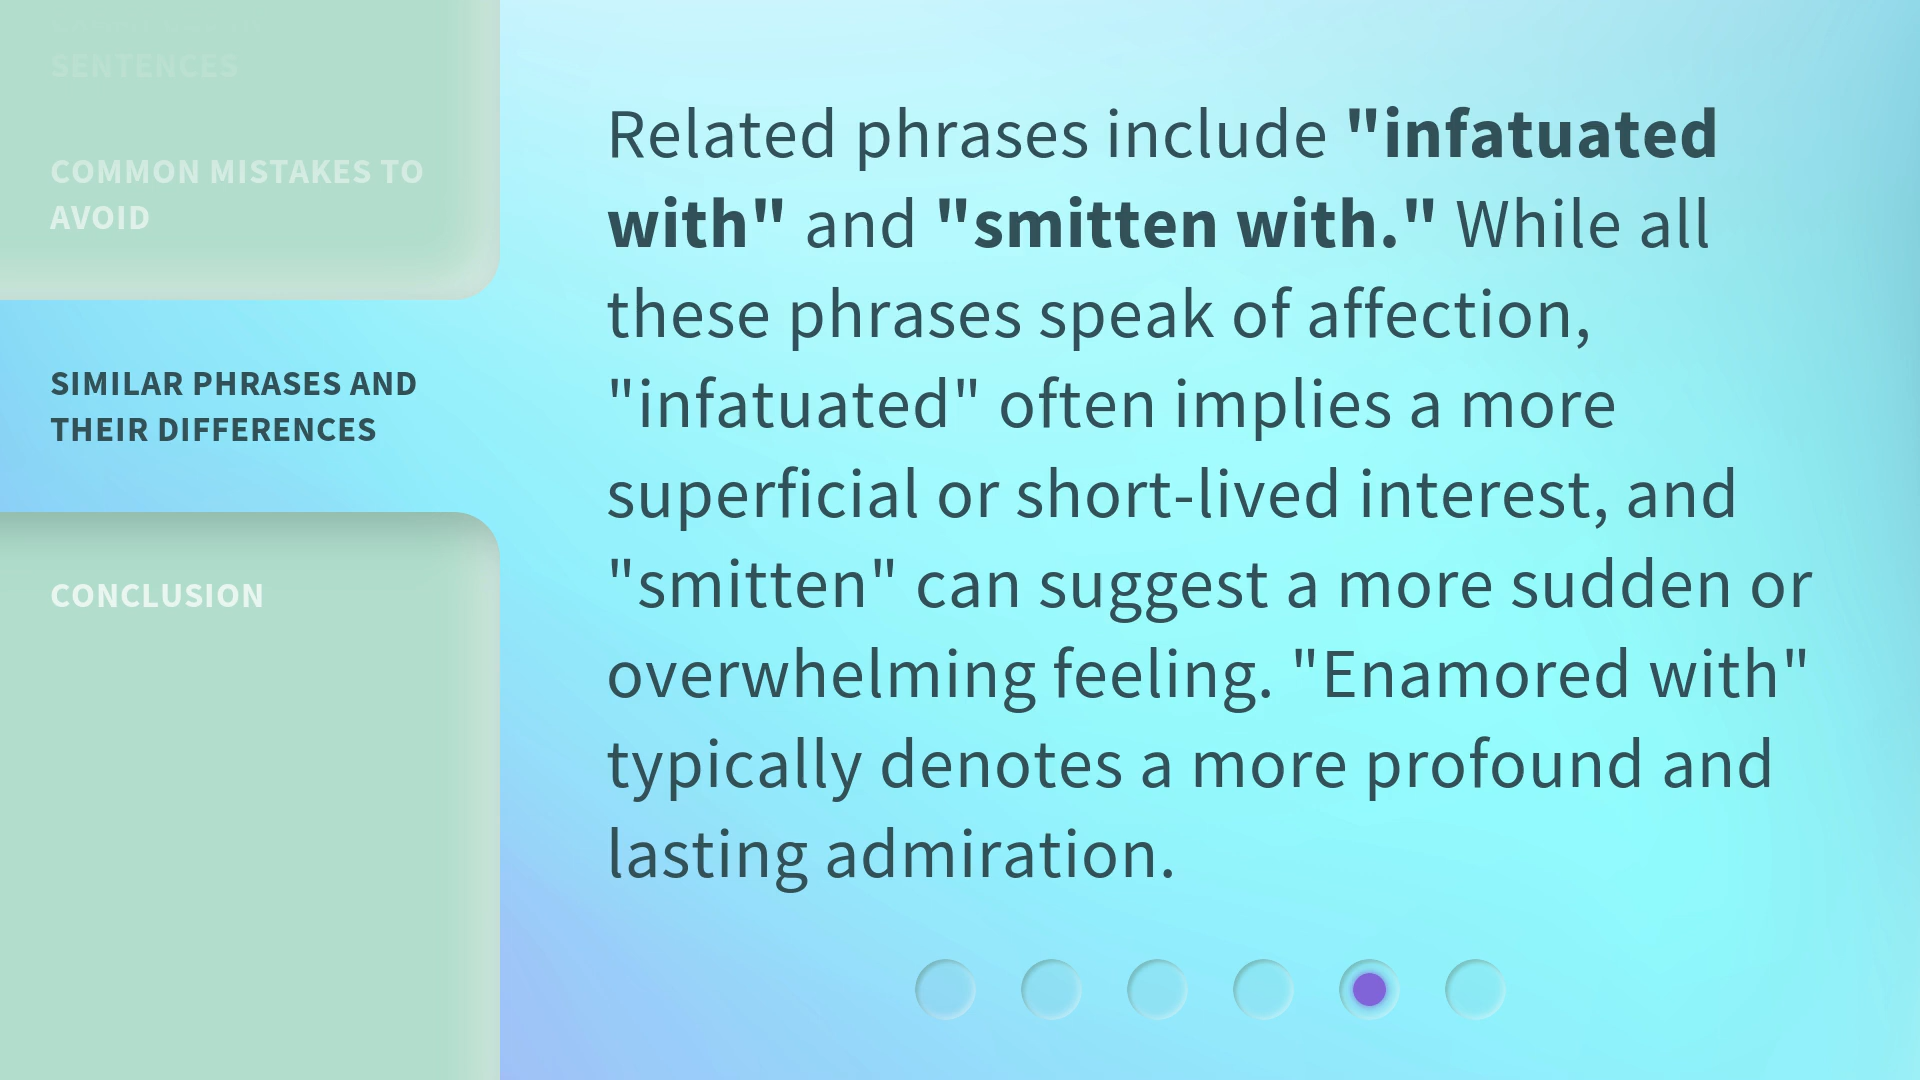 SENTENCES
COMMON MISTAKES TO
AVOID
SIMILAR PHRASES AND
THEIR DIFFERENCES
CONCLUSION
Related phrases include "infatuated
with" and "smitten with." While all
these phrases speak of affection,
"infatuated" often implies a more
superficial or short-lived interest, and
"smitten" can suggest a more sudden or
overwhelming feeling. "Enamored with"
typically denotes a more profound and
lasting admiration.